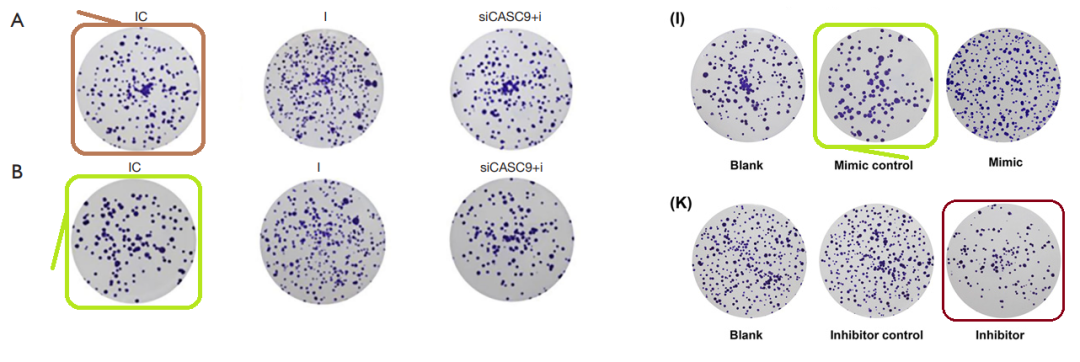 A
IC
I
siCASC9+i
B
IC
I
siCASC9+i
(I)
Blank
Mimic control
Mimic
(K)
Blank
Inhibitor control
Inhibitor